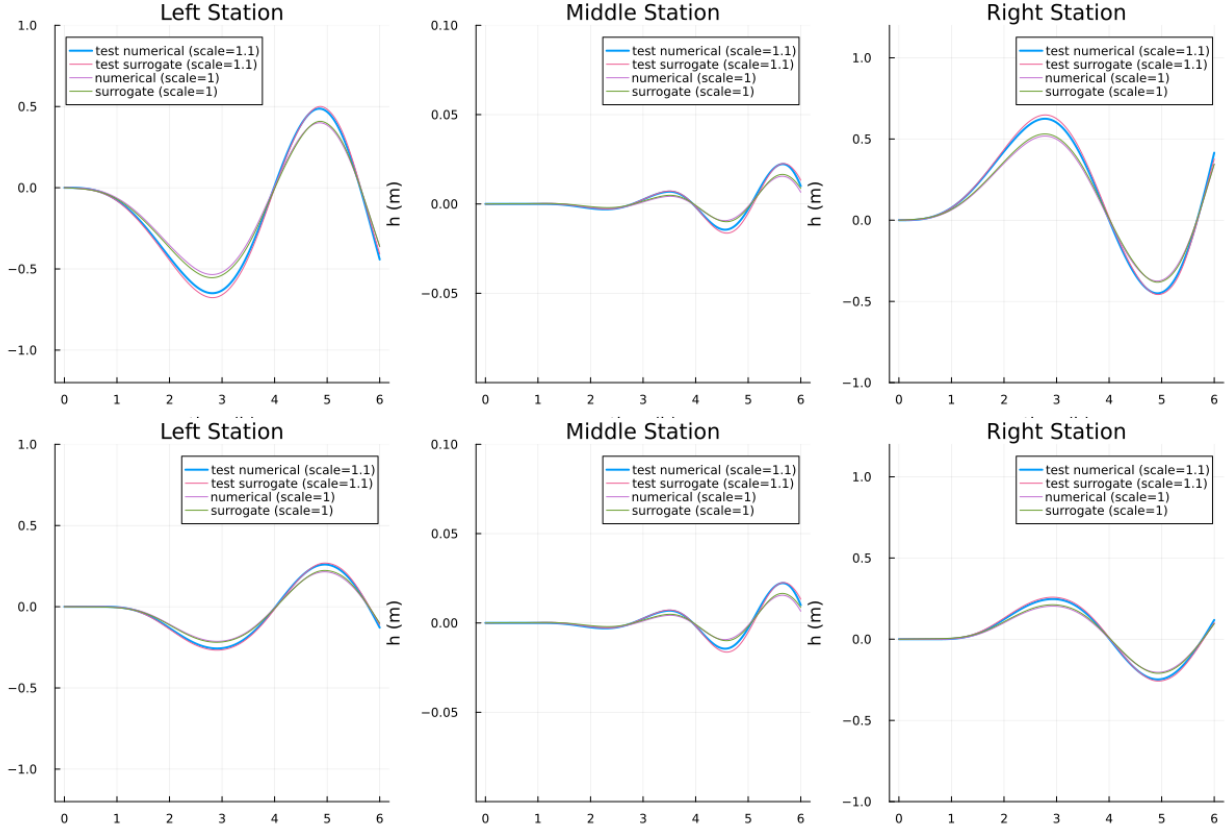 Left Station
Middle Station
Right Station
1.0
0.5
0.0
−0.5
−1.0
test numerical (scale=1.1)
test surrogate (scale=1.1)
numerical (scale=1)
surrogate (scale=1)
0 1 2 3 4 5 6
h (m)
0.10
0.05
0.00
−0.05
test numerical (scale=1.1)
test surrogate (scale=1.1)
numerical (scale=1)
surrogate (scale=1)
0 1 2 3 4 5 6
h (m)
1.0
0.5
0.0
−0.5
−1.0
test numerical (scale=1.1)
test surrogate (scale=1.1)
numerical (scale=1)
surrogate (scale=1)
0 1 2 3 4 5 6
Left Station
Middle Station
Right Station
1.0
0.5
0.0
−0.5
−1.0
test numerical (scale=1.1)
test surrogate (scale=1.1)
numerical (scale=1)
surrogate (scale=1)
0 1 2 3 4 5 6
h (m)
0.10
0.05
0.00
−0.05
test numerical (scale=1.1)
test surrogate (scale=1.1)
numerical (scale=1)
surrogate (scale=1)
0 1 2 3 4 5 6
h (m)
1.0
0.5
0.0
−0.5
−1.0
test numerical (scale=1.1)
test surrogate (scale=1.1)
numerical (scale=1)
surrogate (scale=1)
0 1 2 3 4 5 6